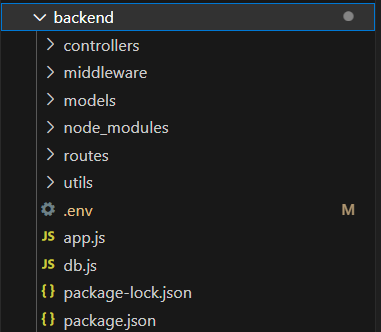 backend
controllers
middleware
models
node_modules
routes
utils
.env M
JS app.js
JS db.js
{} package-lock.json
{} package.json